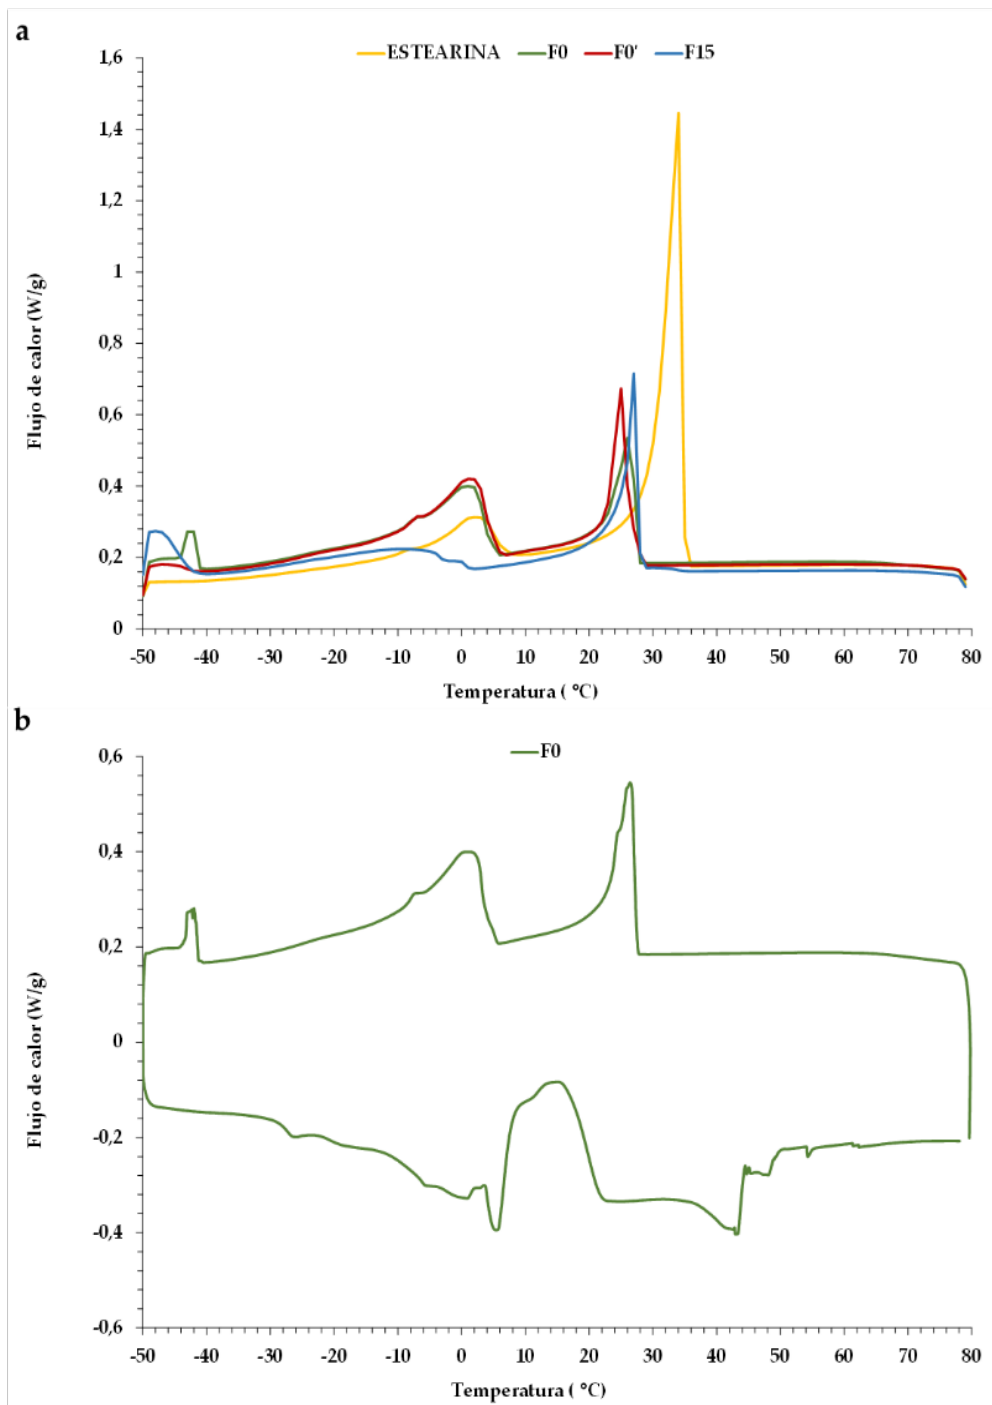 a
ESTEARINA F0 F0' F15
1,6
1,4
1,2
1
0,8
0,6
0,4
0,2
0
Flujo de calor (W/g)
-50 -40 -30 -20 -10 0 10 20 30 40 50 60 70 80
Temperatura ( °C)
b
F0
0,6
0,4
0,2
0
-0,2
-0,4
-0,6
Flujo de calor (W/g)
-50 -40 -30 -20 -10 0 10 20 30 40 50 60 70 80
Temperatura ( °C)